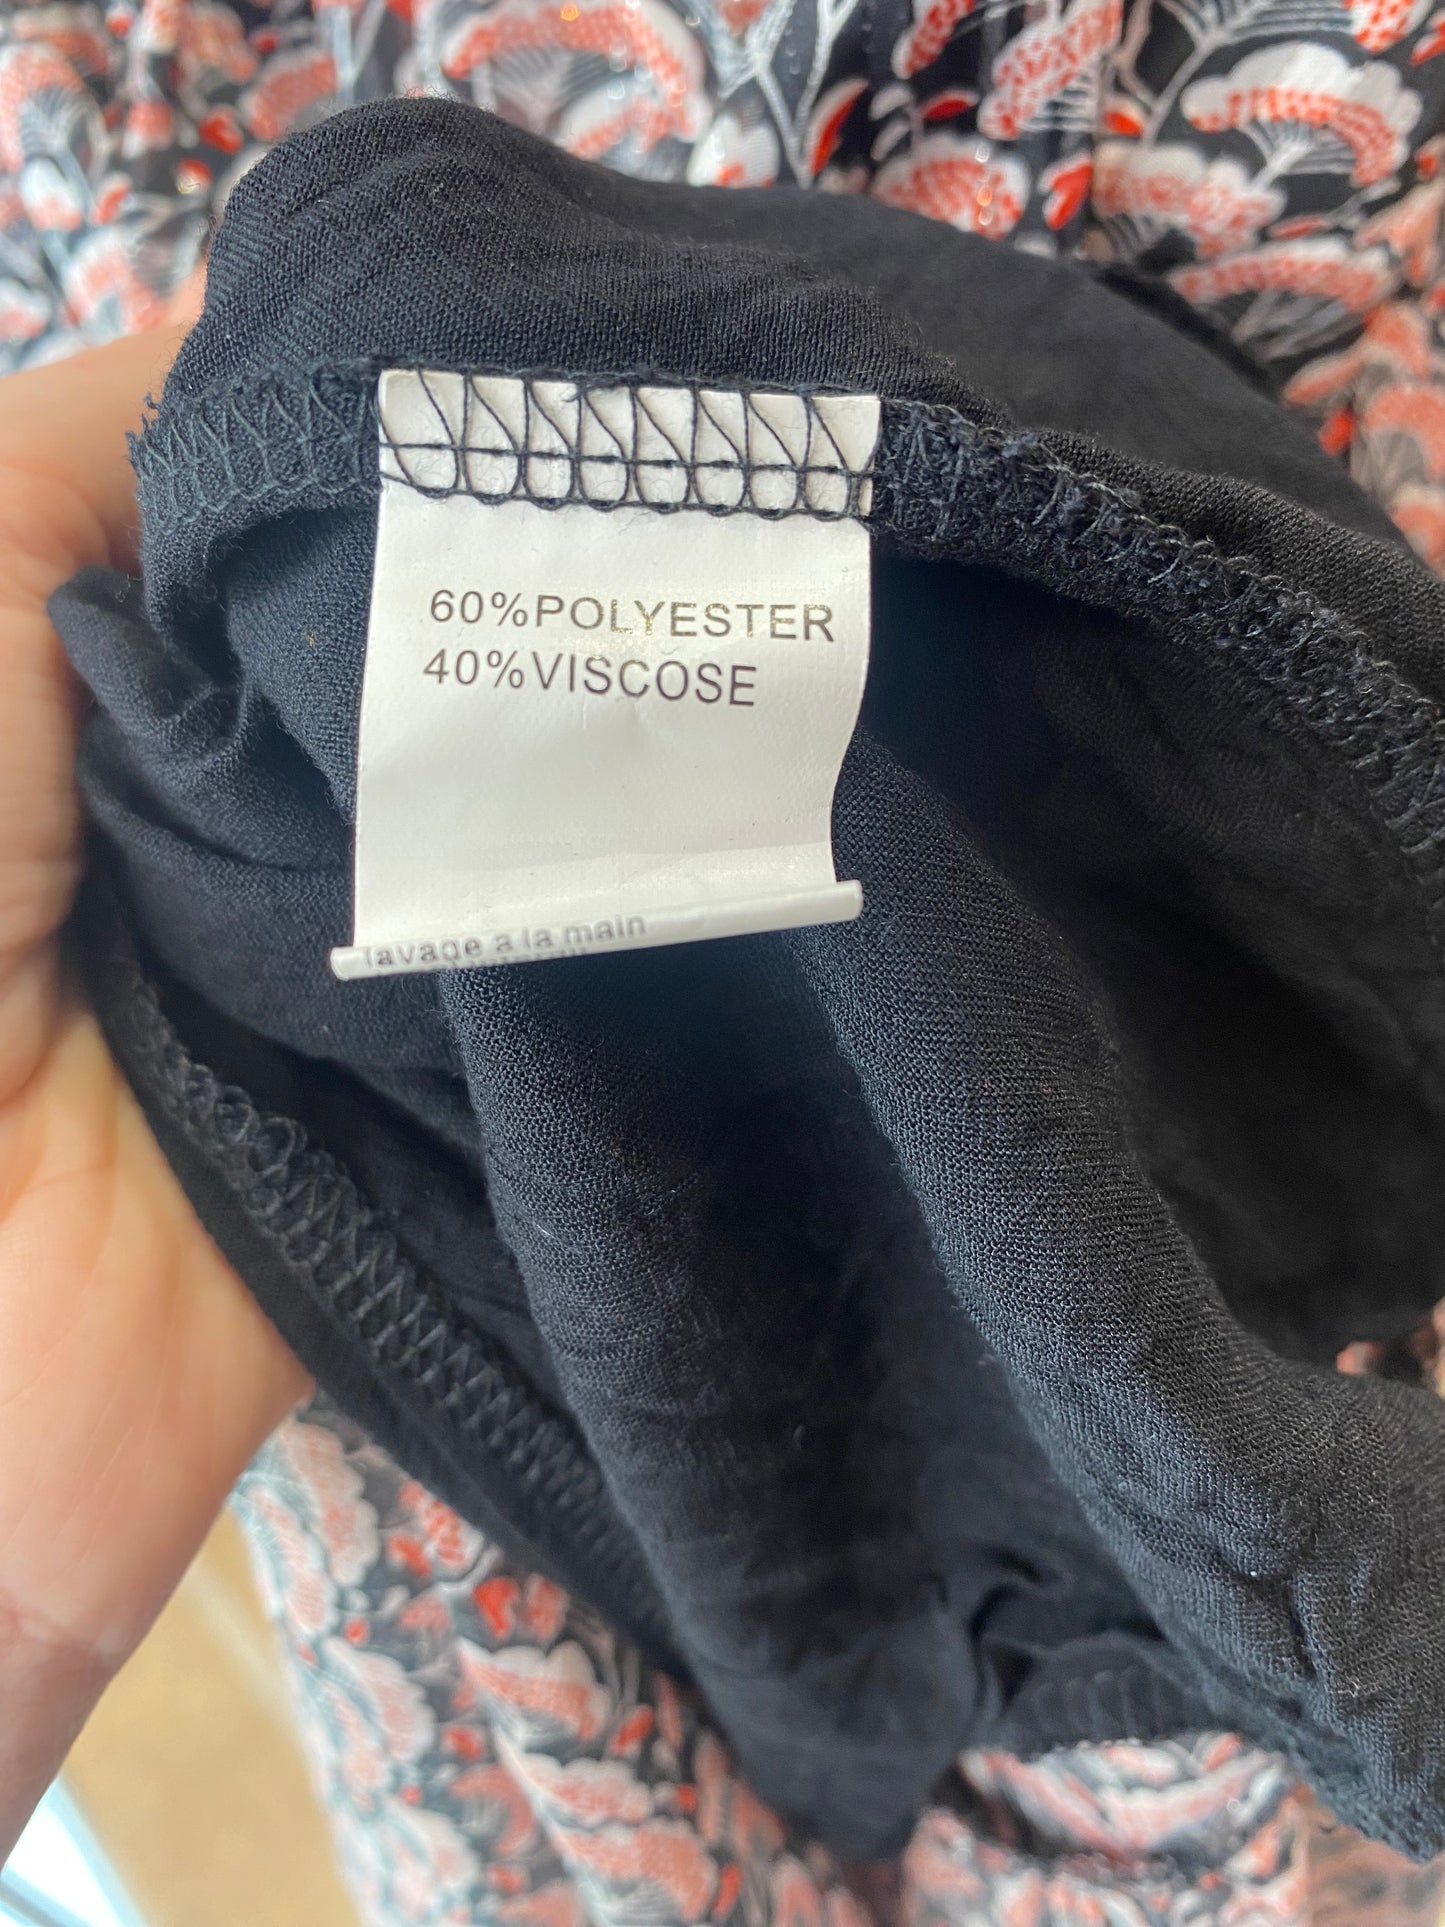 60%POLYESTER
40%VISCOSE
lavage a la main